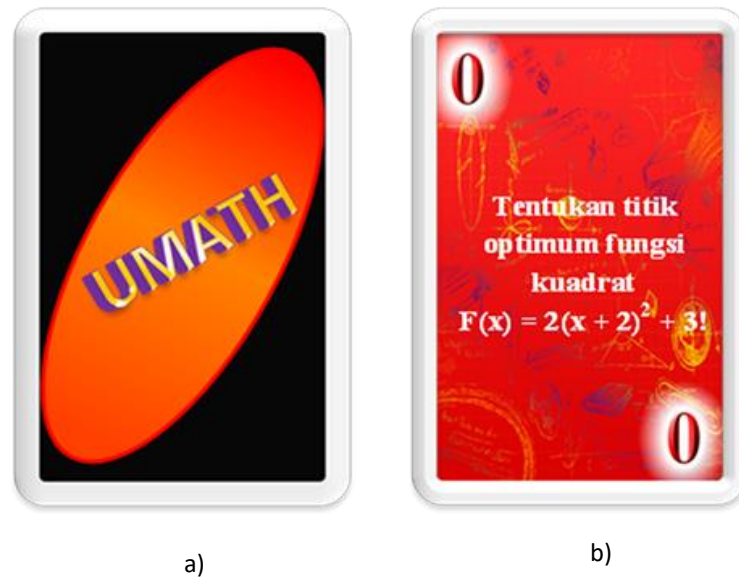 UMATH
0
Tentukan titik
optimum fungsi
kuadrat
F(x) = 2(x + 2)² + 3!
0
a)
b)